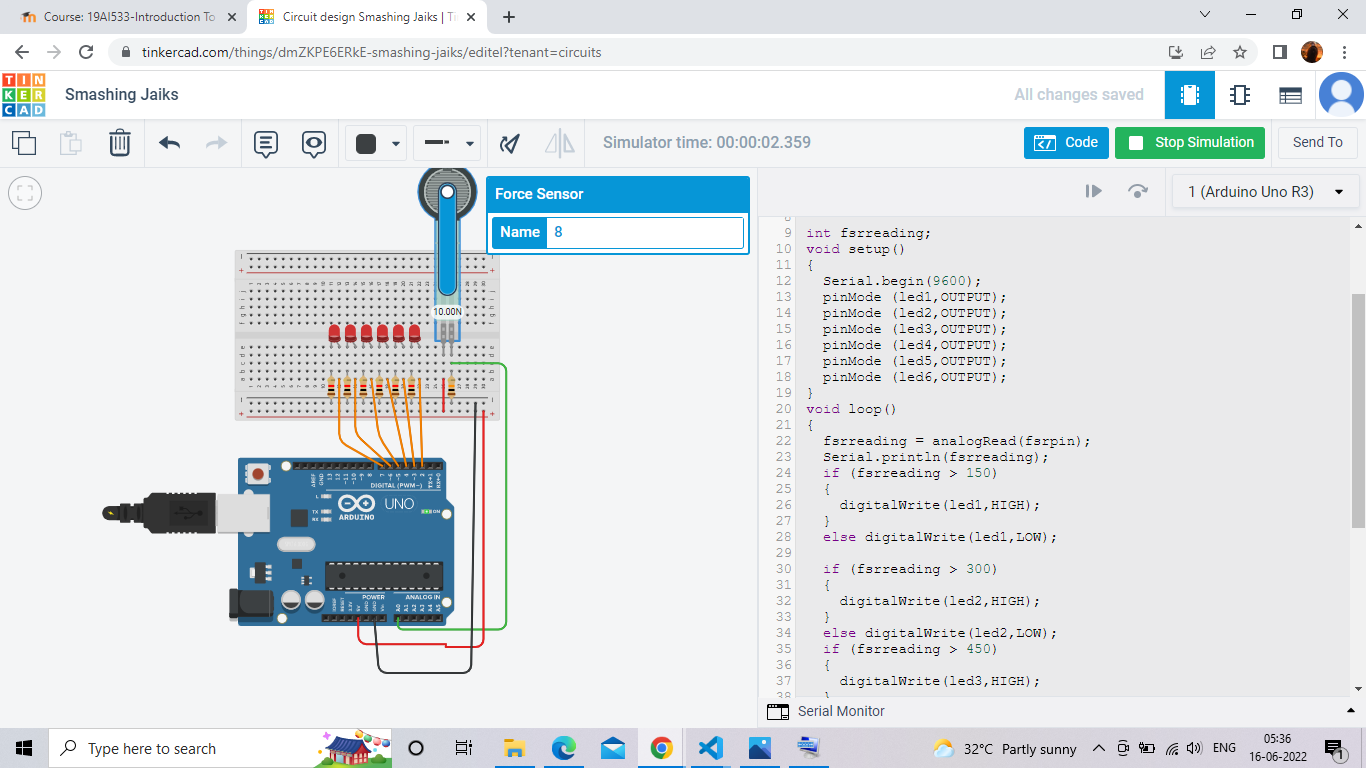 Course: 19AI533-Introduction To
Circuit design Smashing Jaiks | Ti
tinkercad.com/things/dmZKPE6ERkE-smashing-jaiks/editel?tenant=circuits
TIN
KER
CAD
Smashing Jaiks
All changes saved
Simulator time: 00:00:02.359
Code
Stop Simulation
Send To
1 (Arduino Uno R3)
Force Sensor
Name 8
10.00N
DIGITAL (PWM~)
UNO
ARDUINO
L
TX
RX
ON
POWER
ANALOG IN
9 int fsrreading;
10 void setup()
11 {
12 Serial.begin(9600);
13 pinMode (led1,OUTPUT);
14 pinMode (led2,OUTPUT);
15 pinMode (led3,OUTPUT);
16 pinMode (led4,OUTPUT);
17 pinMode (led5,OUTPUT);
18 pinMode (led6,OUTPUT);
19 }
20 void loop()
21 {
22 fsrreading = analogRead(fsrpin);
23 Serial.println(fsrreading);
24 if (fsrreading > 150)
25 {
26 digitalWrite(led1,HIGH);
27 }
28 else digitalWrite(led1,LOW);
29
30 if (fsrreading > 300)
31 {
32 digitalWrite(led2,HIGH);
33 }
34 else digitalWrite(led2,LOW);
35 if (fsrreading > 450)
36 {
37 digitalWrite(led3,HIGH);
38 }
Serial Monitor
Type here to search
32°C Partly sunny
ENG
05:36
16-06-2022
1